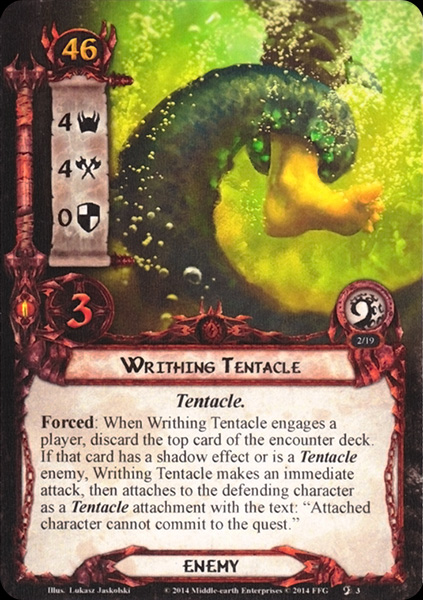 46
4
4
0
3
2/19
Writhing Tentacle
Tentacle.
Forced: When Writhing Tentacle engages a
player, discard the top card of the encounter deck.
If that card has a shadow effect or is a Tentacle
enemy, Writhing Tentacle makes an immediate
attack, then attaches to the defending character
as a Tentacle attachment with the text: “Attached
character cannot commit to the quest.”
ENEMY
Illus. Lukasz Jaskolski © 2014 Middle-earth Enterprises © 2014 FFG 3